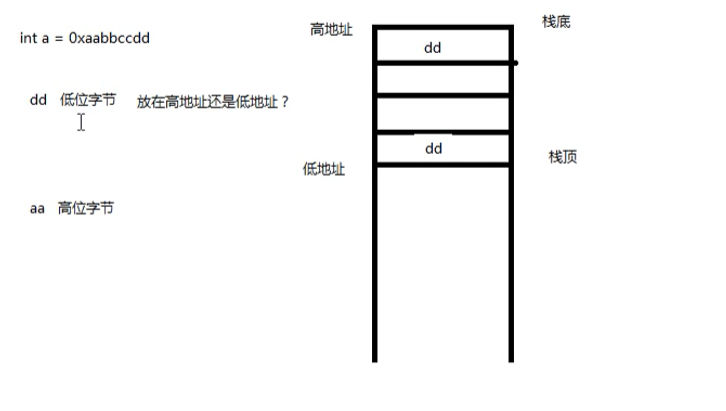 int a = 0xaabbccdd
dd 低位字节 放在高地址还是低地址？
aa 高位字节
高地址
dd
栈底
低地址
dd
栈顶